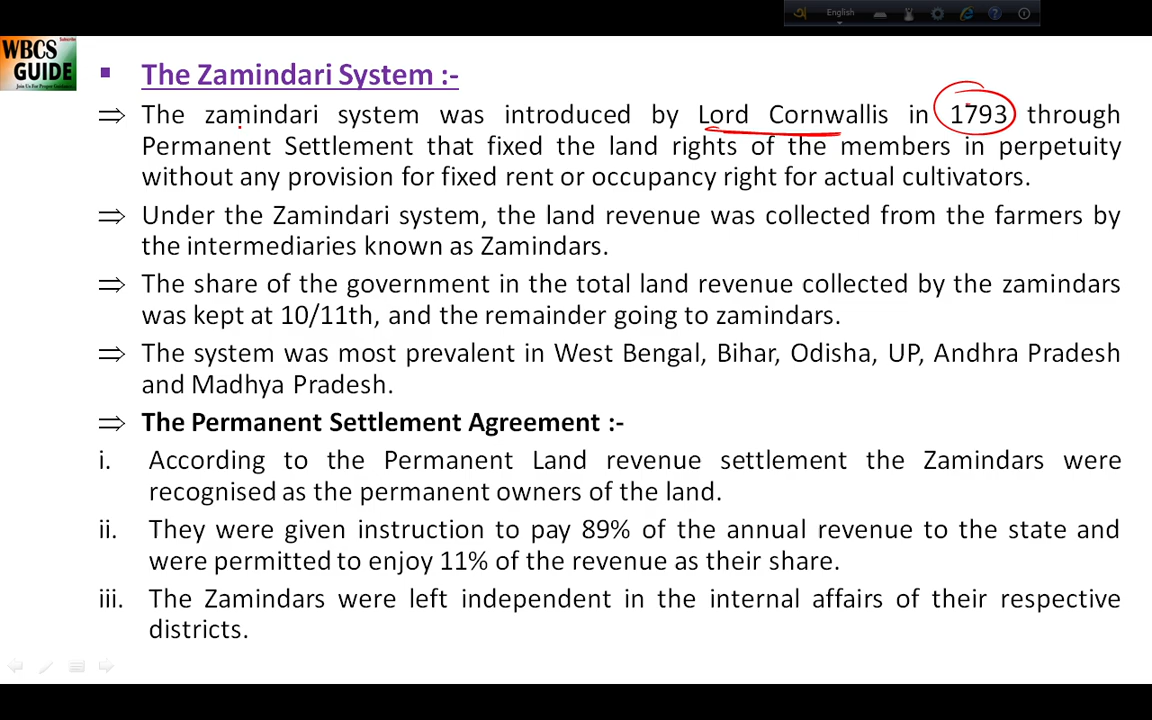 English
Subscribe
WBCS
GUIDE
Join Us For Proper Guidance
▪ The Zamindari System :-
⇒ The zamindari system was introduced by Lord Cornwallis in 1793 through
Permanent Settlement that fixed the land rights of the members in perpetuity
without any provision for fixed rent or occupancy right for actual cultivators.
⇒ Under the Zamindari system, the land revenue was collected from the farmers by
the intermediaries known as Zamindars.
⇒ The share of the government in the total land revenue collected by the zamindars
was kept at 10/11th, and the remainder going to zamindars.
⇒ The system was most prevalent in West Bengal, Bihar, Odisha, UP, Andhra Pradesh
and Madhya Pradesh.
⇒ The Permanent Settlement Agreement :-
i. According to the Permanent Land revenue settlement the Zamindars were
recognised as the permanent owners of the land.
ii. They were given instruction to pay 89% of the annual revenue to the state and
were permitted to enjoy 11% of the revenue as their share.
iii. The Zamindars were left independent in the internal affairs of their respective
districts.